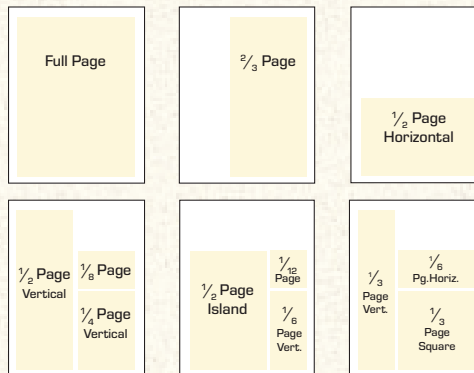 Full Page
2/3 Page
1/2 Page
Horizontal
1/2 Page
Vertical
1/8 Page
1/4 Page
Vertical
1/2 Page
Island
1/12
Page
1/6
Page
Vert.
1/3
Page
Vert.
1/6
Pg.Horiz.
1/3
Page
Square